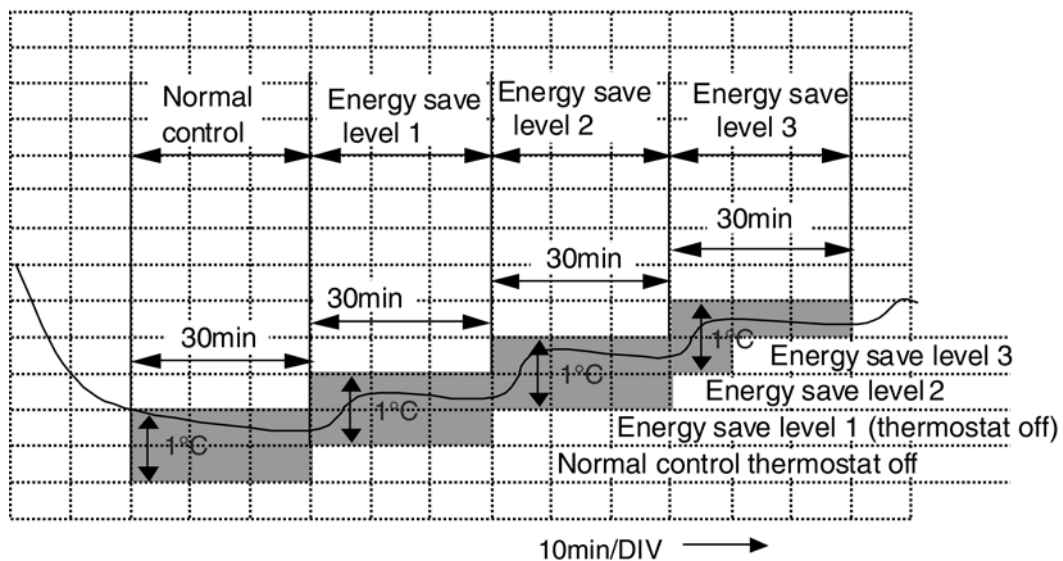 Normal
control
Energy save
level 1
Energy save
level 2
Energy save
level 3
30min
30min
30min
30min
1°C
1°C
1°C
1°C
Energy save level 3
Energy save level 2
Energy save level 1 (thermostat off)
Normal control thermostat off
10min/DIV